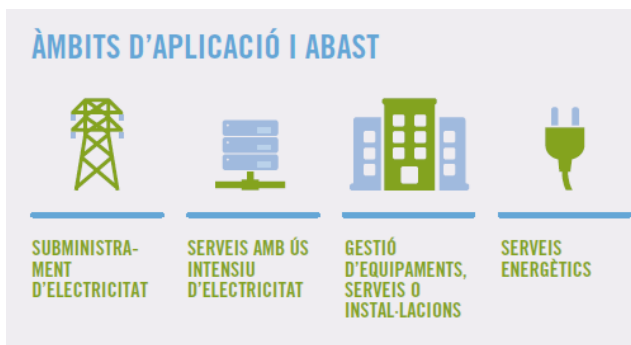 ÀMBITS D'APLICACIÓ I ABAST
SUBMINISTRA-
MENT
D'ELECTRICITAT
SERVEIS AMB ÚS
INTENSIU
D'ELECTRICITAT
GESTIÓ
D'EQUIPAMENTS,
SERVEIS O
INSTAL·LACIONS
SERVEIS
ENERGÈTICS